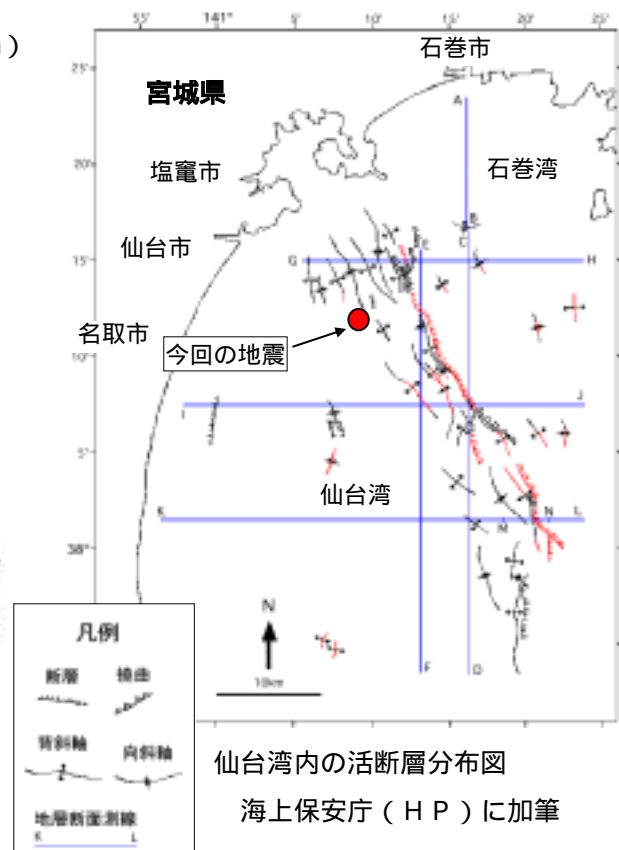 55' 141° 5' 10' 15' 20' 25'
石巻市
25'
宮城県
A
石巻湾
20'
塩竈市
B
仙台市
E C
15'
G H
名取市
今回の地震
10'
I J
5'
仙台湾
K M N L
38°
N
10km
F D
凡例
断層 撓曲
背斜軸 向斜軸
地層断面測線
K L
仙台湾内の活断層分布図
海上保安庁(HP)に加筆